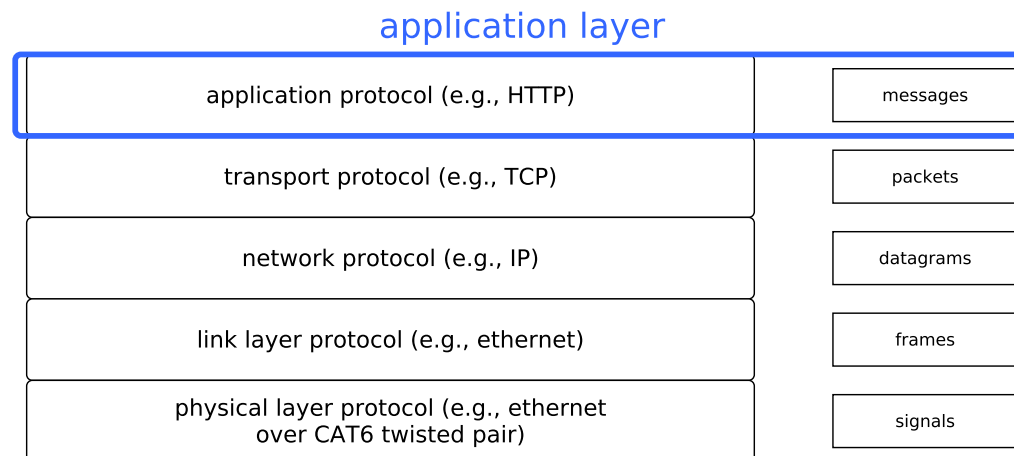 application layer
application protocol (e.g., HTTP)
messages
transport protocol (e.g., TCP)
packets
network protocol (e.g., IP)
datagrams
link layer protocol (e.g., ethernet)
frames
physical layer protocol (e.g., ethernet
over CAT6 twisted pair)
signals